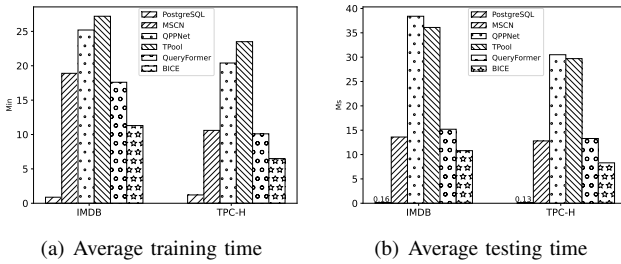 PostgreSQL
MSCN
QPPNet
TPool
QueryFormer
BICE
Min
25
20
15
10
5
0
IMDB
TPC-H
(a) Average training time
PostgreSQL
MSCN
QPPNet
TPool
QueryFormer
BICE
Ms
40
35
30
25
20
15
10
5
0
0.16
0.13
IMDB
TPC-H
(b) Average testing time